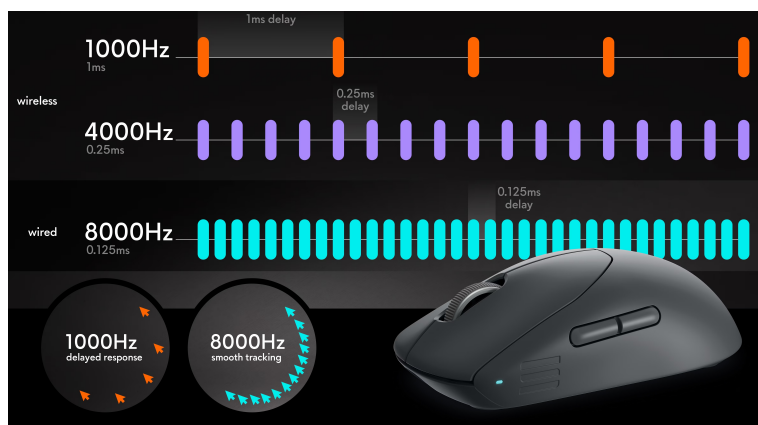 1ms delay
1000Hz
1ms
wireless
0.25ms
delay
4000Hz
0.25ms
0.125ms
delay
wired
8000Hz
0.125ms
1000Hz
delayed response
8000Hz
smooth tracking